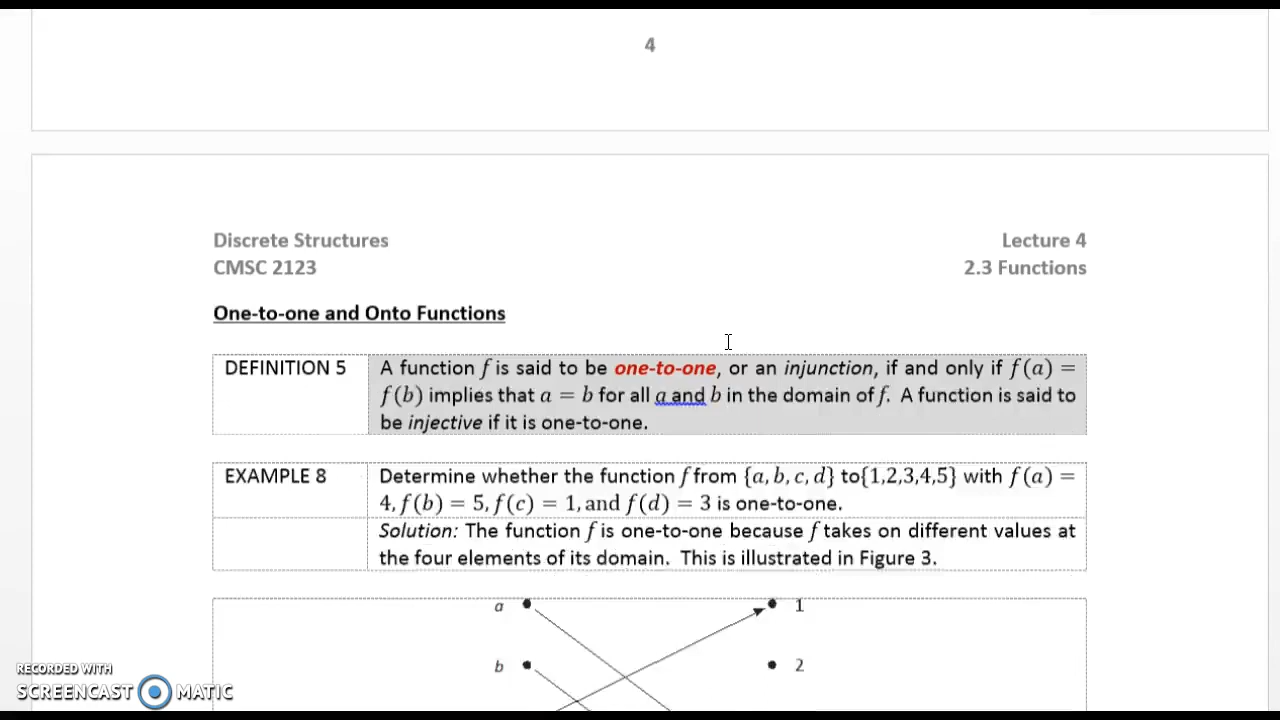 4
Discrete Structures
Lecture 4
CMSC 2123
2.3 Functions
One-to-one and Onto Functions
DEFINITION 5
A function f is said to be one-to-one, or an injunction, if and only if f(a) =
f(b) implies that a = b for all a and b in the domain of f. A function is said to
be injective if it is one-to-one.
EXAMPLE 8
Determine whether the function f from {a, b, c, d} to{1,2,3,4,5} with f(a) =
4, f(b) = 5, f(c) = 1, and f(d) = 3 is one-to-one.
Solution: The function f is one-to-one because f takes on different values at
the four elements of its domain. This is illustrated in Figure 3.
a
1
b
2
RECORDED WITH
SCREENCAST MATIC